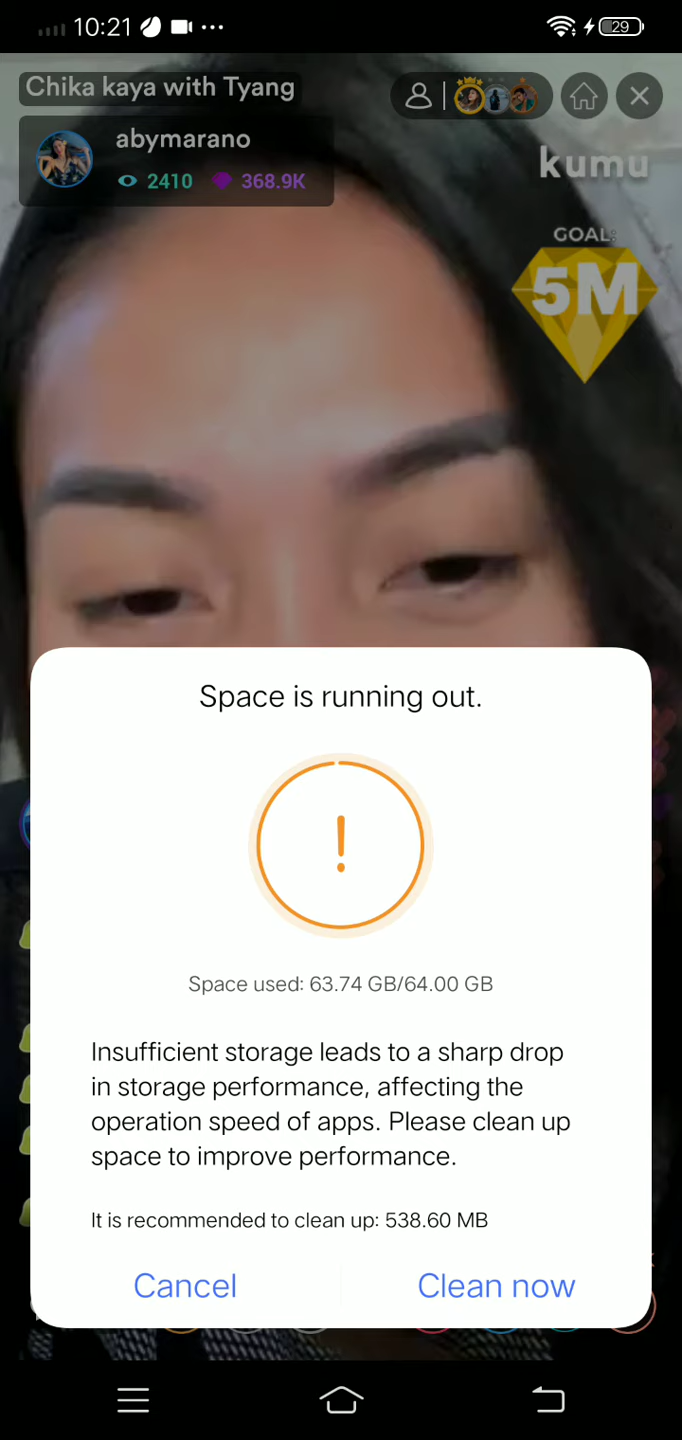 10:21
29
Chika kaya with Tyang
abymarano
2410 368.9K
kumu
GOAL:
5M
Space is running out.
!
Space used: 63.74 GB/64.00 GB
Insufficient storage leads to a sharp drop
in storage performance, affecting the
operation speed of apps. Please clean up
space to improve performance.
It is recommended to clean up: 538.60 MB
Cancel Clean now